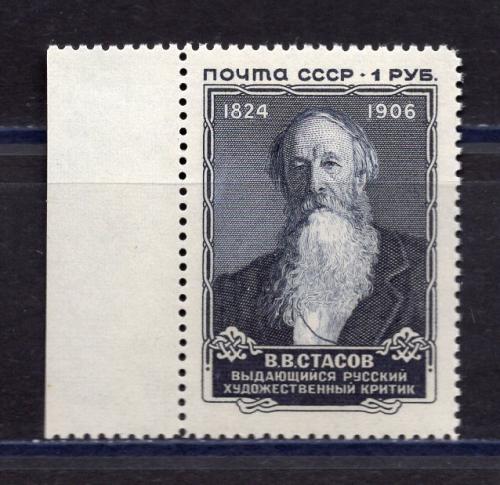 ПОЧТА СССР · 1 РУБ.
1824 1906
В.В.СТАСОВ
ВЫДАЮЩИЙСЯ РУССКИЙ
ХУДОЖЕСТВЕННЫЙ КРИТИК